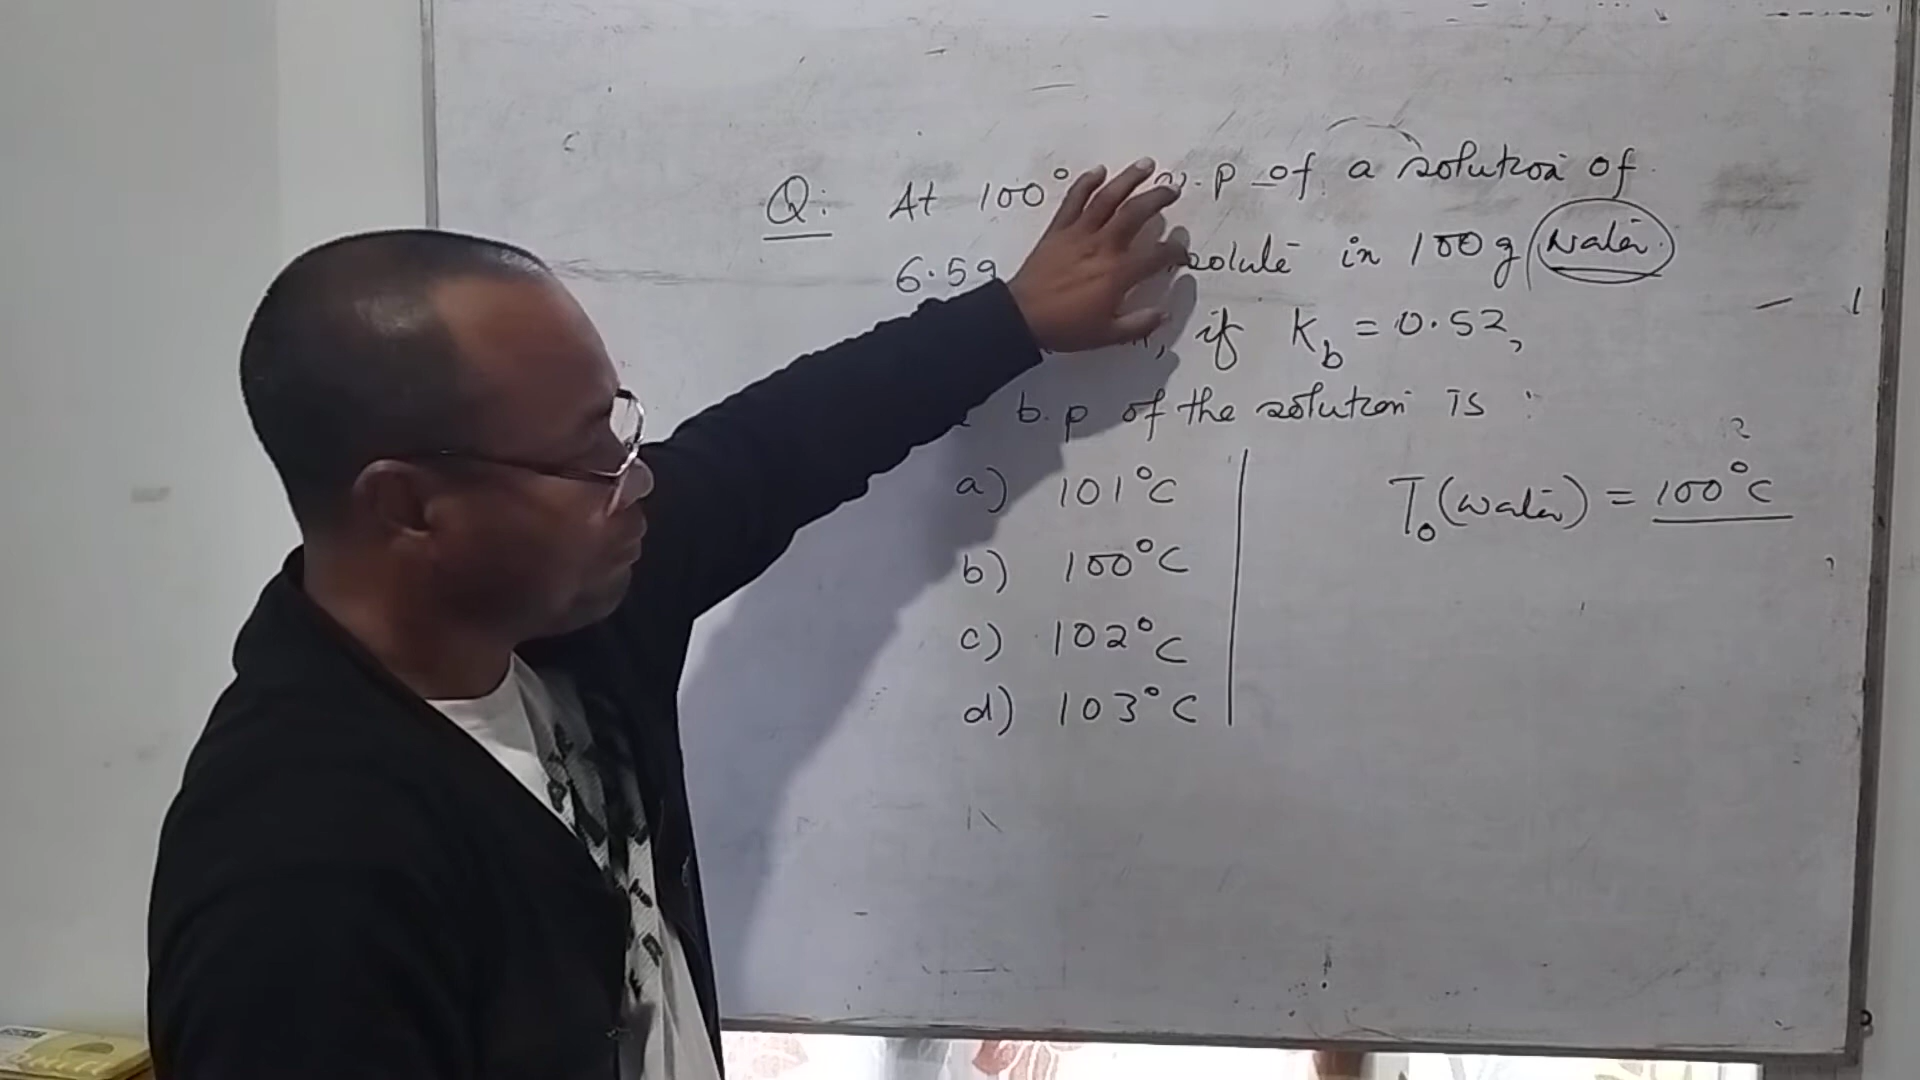 Q: At 100° v.p of a solution of
6.5g solute in 100g water
if Kb = 0.52,
b.p of the solution is :
a) 101°C
b) 100°C
c) 102°C
d) 103°C
T₀(water) = 100°C